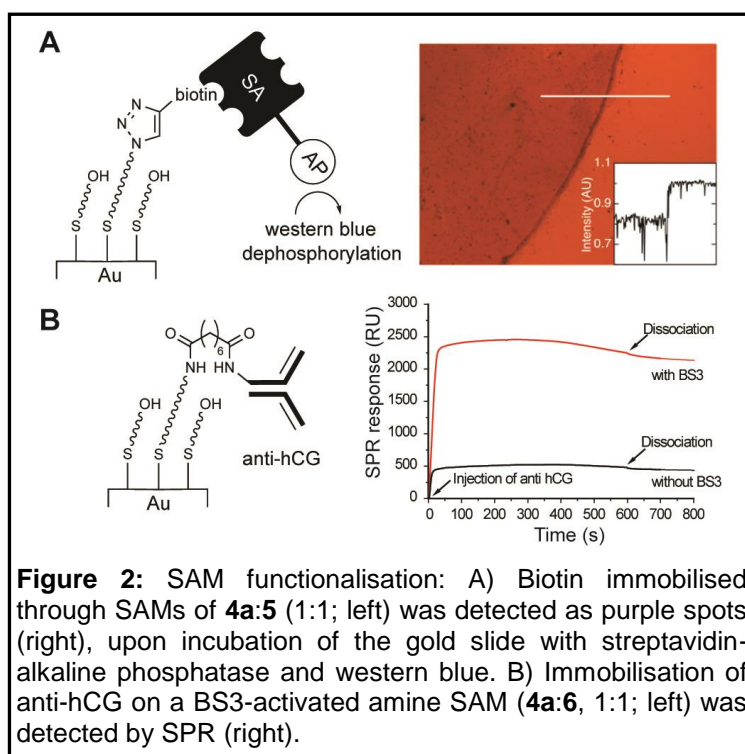 A
N
N
N
biotin
SA
AP
OH
OH
S
S
S
Au
western blue
dephosphorylation
1.1
0.9
0.7
Intensity (AU)
B
O
O
6
NH
HN
OH
OH
S
S
S
Au
anti-hCG
SPR response (RU)
3000
2500
2000
1500
1000
500
0
Dissociation
with BS3
Dissociation
without BS3
Injection of anti hCG
0 100 200 300 400 500 600 700 800
Time (s)
Figure 2: SAM functionalisation: A) Biotin immobilised
through SAMs of 4a:5 (1:1; left) was detected as purple spots
(right), upon incubation of the gold slide with streptavidin-
alkaline phosphatase and western blue. B) Immobilisation of
anti-hCG on a BS3-activated amine SAM (4a:6, 1:1; left) was
detected by SPR (right).